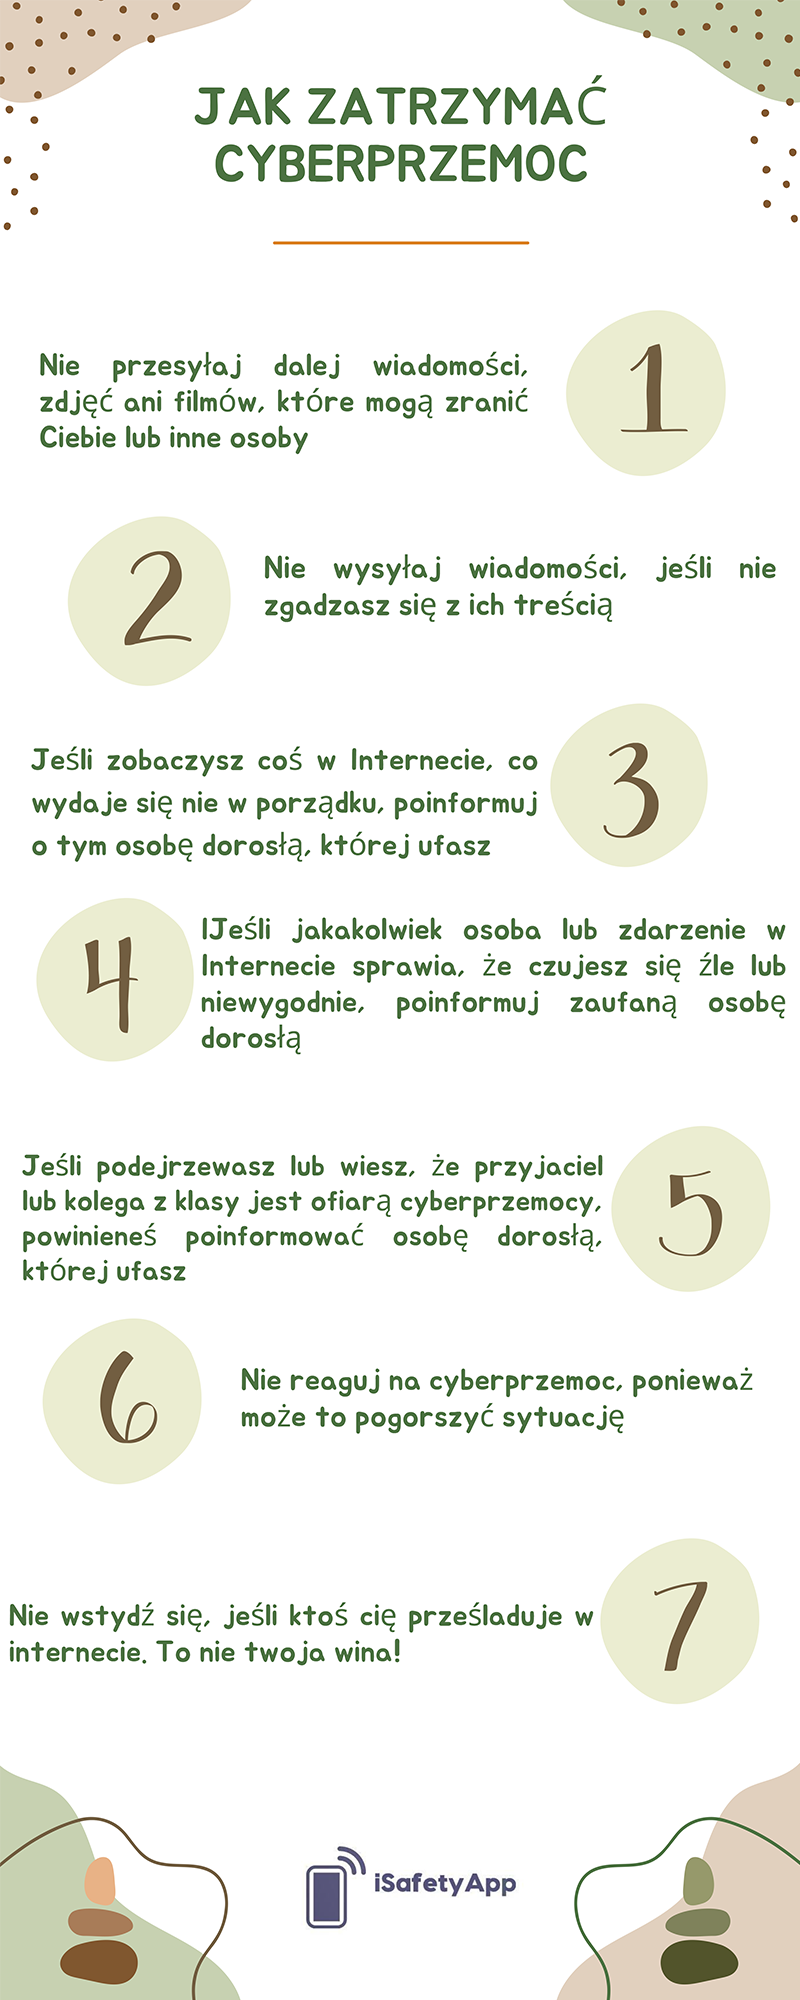 JAK ZATRZYMAĆ
CYBERPRZEMOC
Nie przesyłaj dalej wiadomości,
zdjęć ani filmów, które mogą zranić
Ciebie lub inne osoby
1
2
Nie wysyłaj wiadomości, jeśli nie
zgadzasz się z ich treścią
Jeśli zobaczysz coś w Internecie, co
wydaje się nie w porządku, poinformuj
o tym osobę dorosłą, której ufasz
3
4
IJeśli jakakolwiek osoba lub zdarzenie w
Internecie sprawia, że czujesz się źle lub
niewygodnie, poinformuj zaufaną osobę
dorosłą
Jeśli podejrzewasz lub wiesz, że przyjaciel
lub kolega z klasy jest ofiarą cyberprzemocy,
powinieneś poinformować osobę dorosłą,
której ufasz
5
6
Nie reaguj na cyberprzemoc, ponieważ
może to pogorszyć sytuację
Nie wstydź się, jeśli ktoś cię prześladuje w
internecie. To nie twoja wina!
7
iSafetyApp